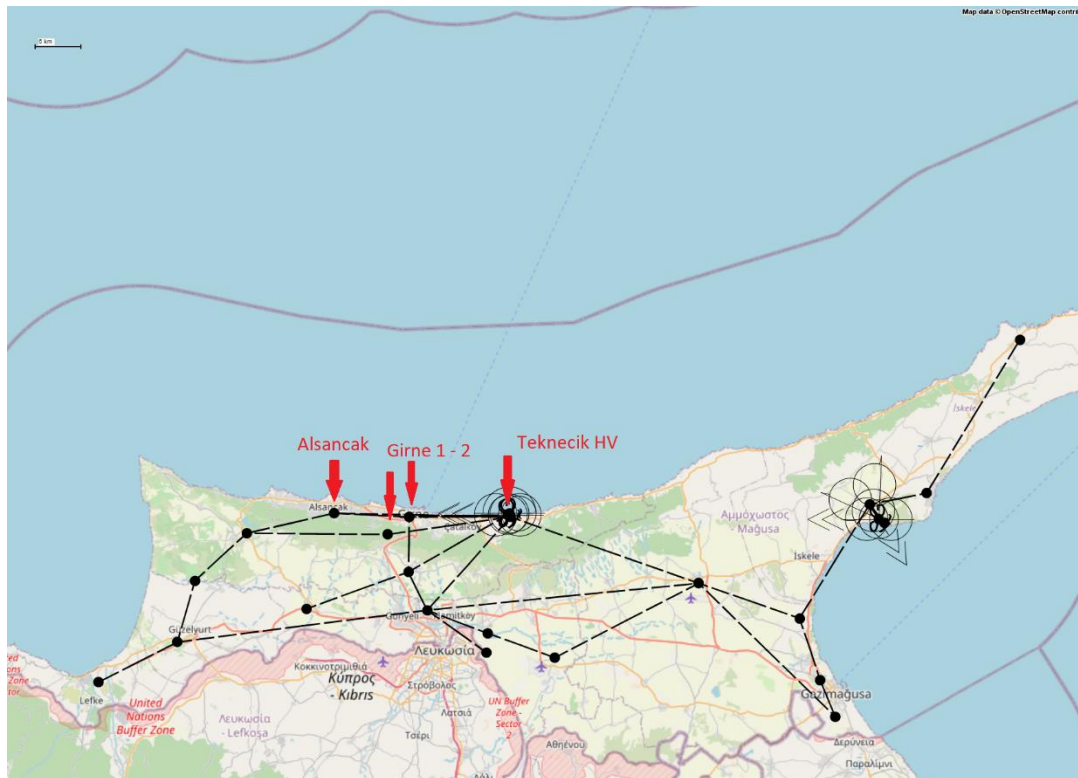 Map data © OpenStreetMap contri
6 km
Alsancak
Girne 1 - 2
Teknecik HV
Alsancak
Çatalköy
İskele
Αμμόχωστος
- Mağusa
İskele
Güzelyurt
Gönyeli
Λευκωσία
Κοκκινοτριμιθιά
Κύπρος
- Kıbrıs
Στρόβολος
Lefke
United
Nations
Buffer Zone
Λευκωσία
- Lefkoşa
Λατσιά
UN Buffer
Zone -
Sector
2
Τσέρι
Gazimağusa
Αθηένου
Δερύνεια
Παραλίμνι